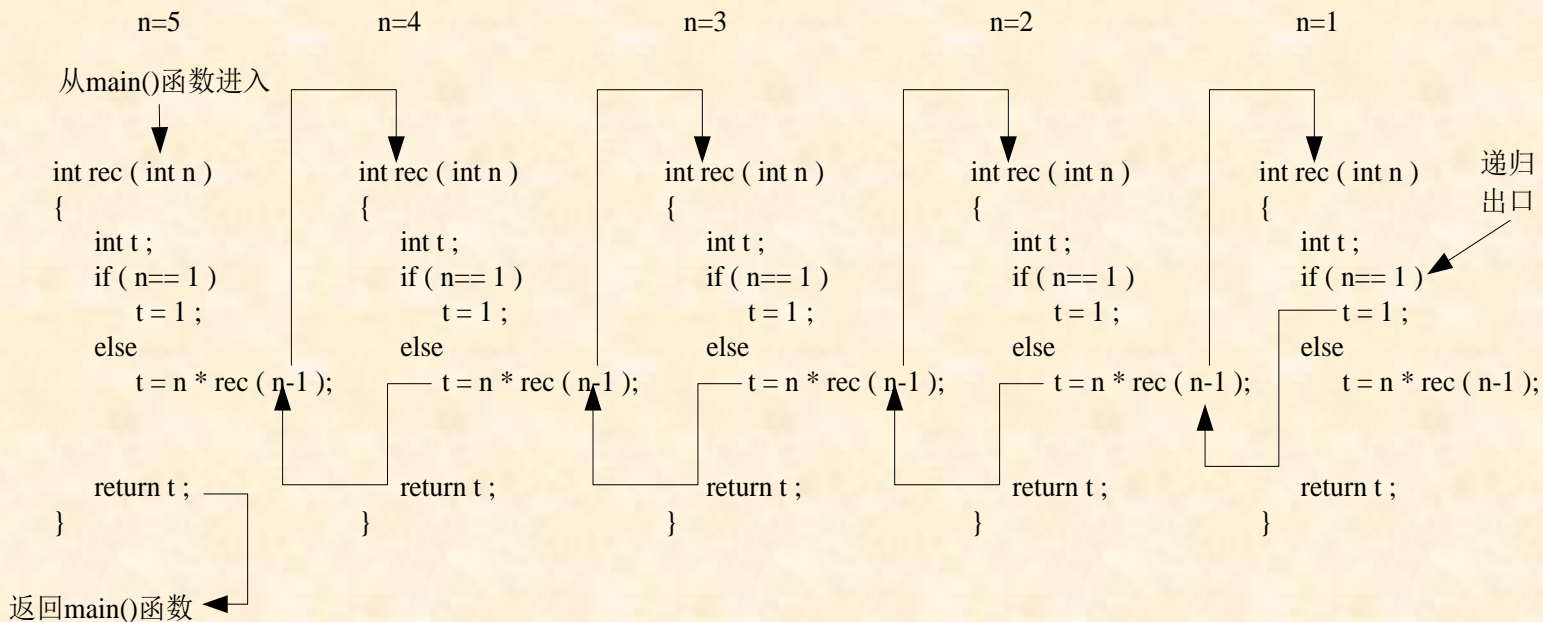 n=5
n=4
n=3
n=2
n=1
从main()函数进入
int rec ( int n )
{
int t ;
if ( n== 1 )
t = 1 ;
else
t = n * rec ( n-1 );
return t ;
}
返回main()函数
int rec ( int n )
{
int t ;
if ( n== 1 )
t = 1 ;
else
t = n * rec ( n-1 );
return t ;
}
int rec ( int n )
{
int t ;
if ( n== 1 )
t = 1 ;
else
t = n * rec ( n-1 );
return t ;
}
int rec ( int n )
{
int t ;
if ( n== 1 )
t = 1 ;
else
t = n * rec ( n-1 );
return t ;
}
int rec ( int n )
{
int t ;
if ( n== 1 )
t = 1 ;
else
t = n * rec ( n-1 );
return t ;
}
递归
出口